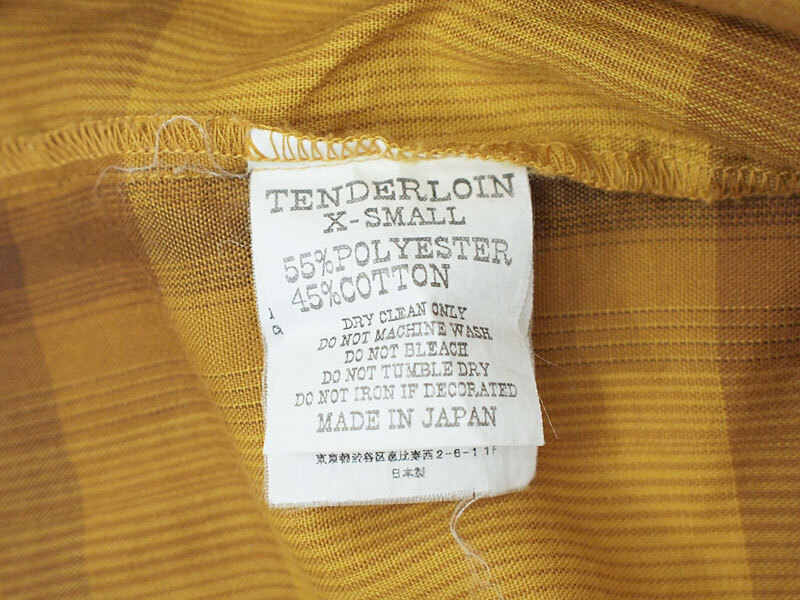 TENDERLOIN
X-SMALL
55%POLYESTER
45%COTTON
DRY CLEAN ONLY
DO NOT MACHINE WASH
DO NOT BLEACH
DO NOT TUMBLE DRY
DO NOT IRON IF DECORATED
MADE IN JAPAN
東京都渋谷区恵比寿西2-6-11F
日本製